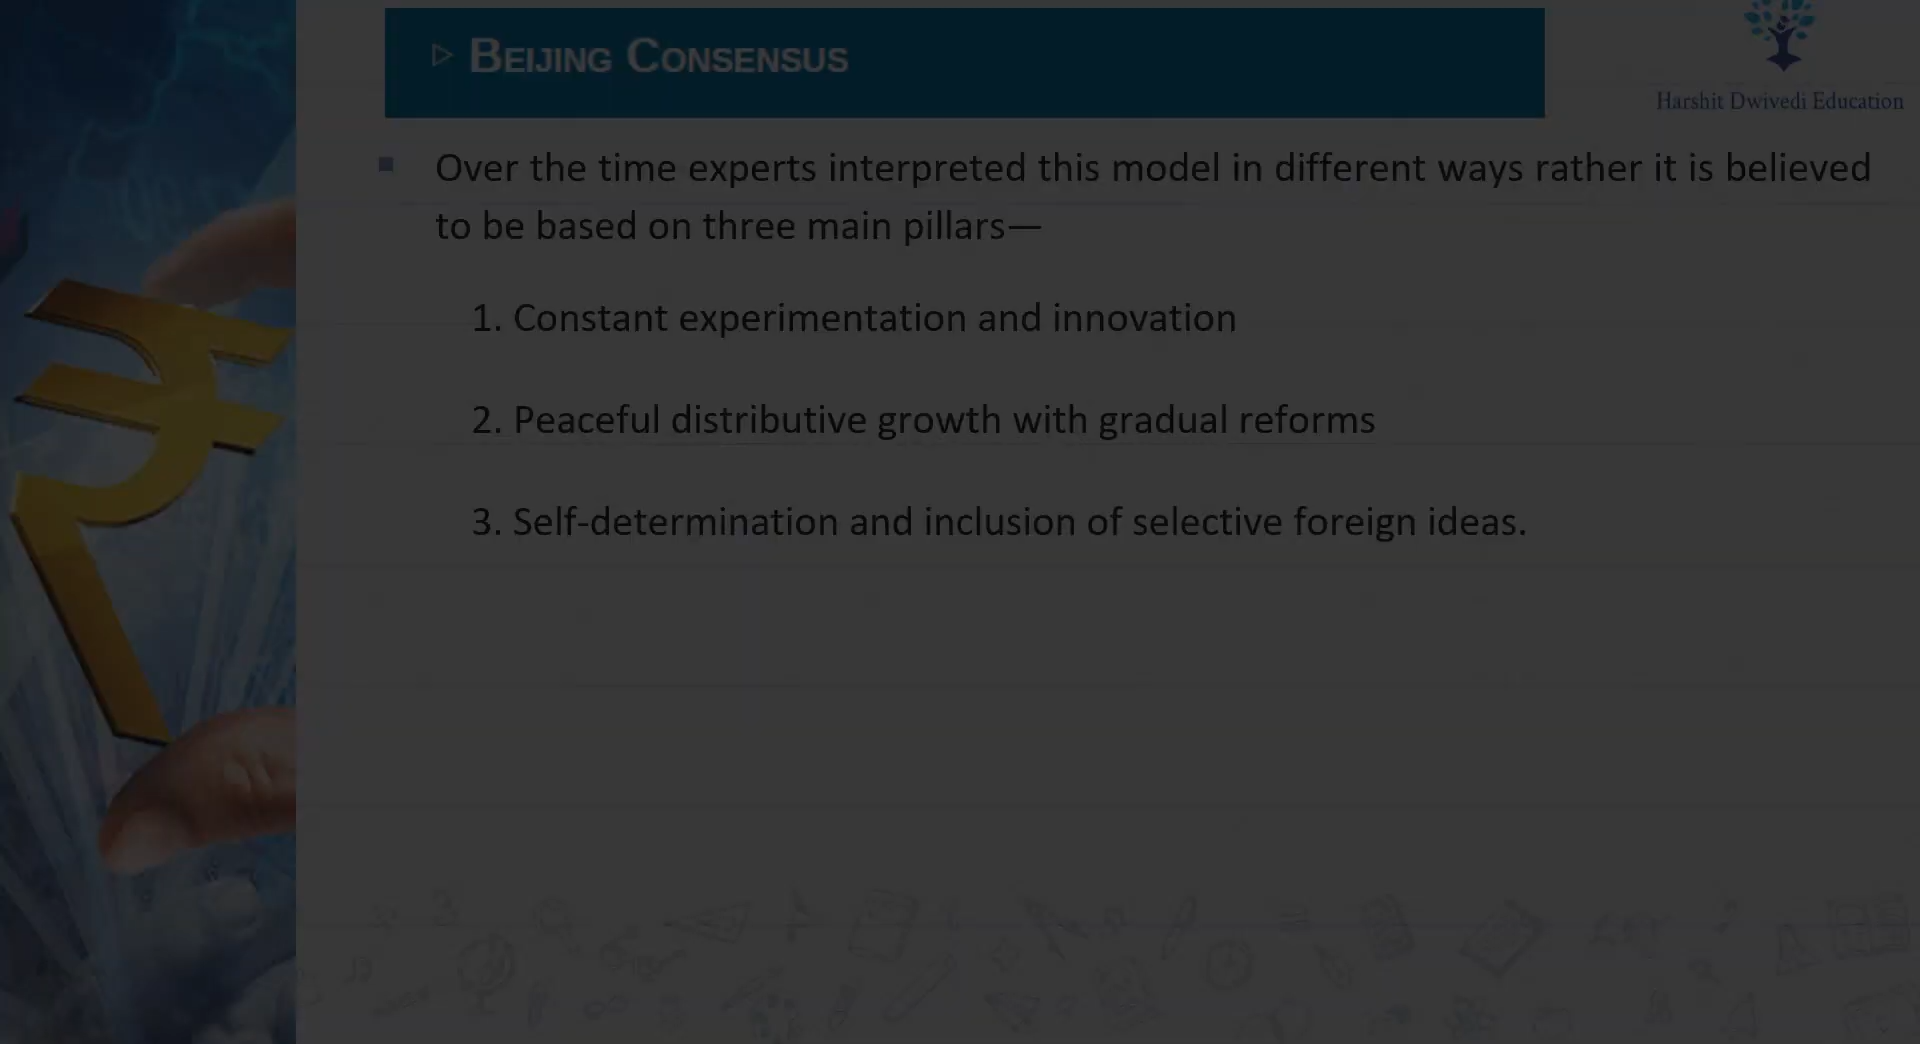 Beijing Consensus
Harshit Dwivedi Education
Over the time experts interpreted this model in different ways rather it is believed
to be based on three main pillars—
1. Constant experimentation and innovation
2. Peaceful distributive growth with gradual reforms
3. Self-determination and inclusion of selective foreign ideas.